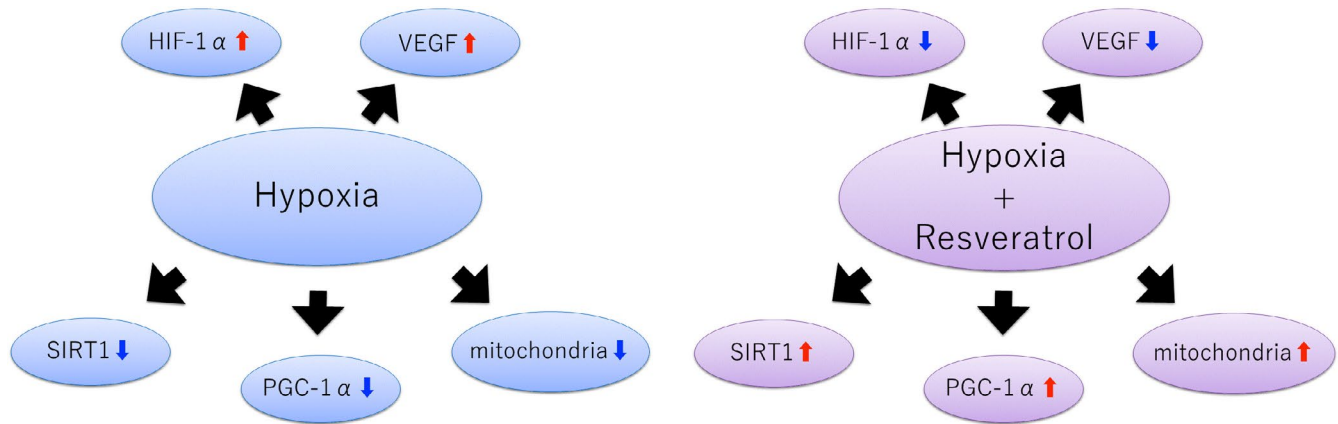 HIF-1α
VEGF
Hypoxia
SIRT1
PGC-1α
mitochondria
HIF-1α
VEGF
Hypoxia
+
Resveratrol
SIRT1
PGC-1α
mitochondria